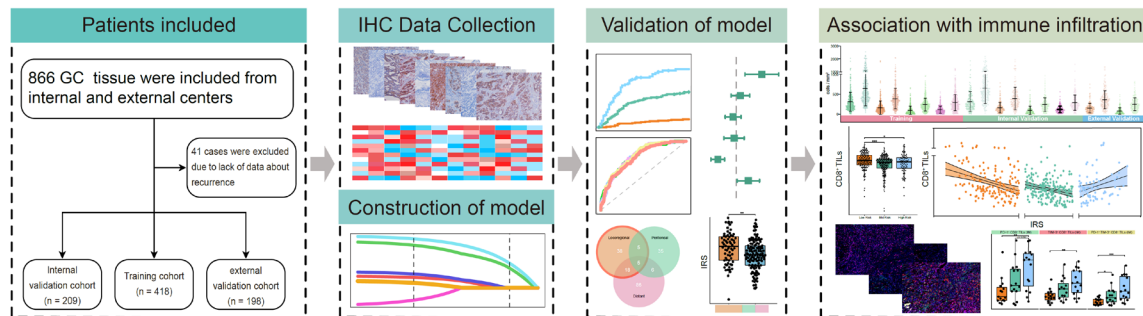 Patients included
866 GC tissue were included from
internal and external centers
41 cases were excluded
due to lack of data about
recurrence
Internal
validation cohort
(n = 209)
Training cohort
(n = 418)
external
validation cohort
(n = 198)
IHC Data Collection
Construction of model
Validation of model
Locoregional
Peritoneal
Distant
IRS
Association with immune infiltration
Training
Internal Validation
External Validation
CD8⁺TILs
Low Risk
High Risk
CD8⁺TILs
IRS